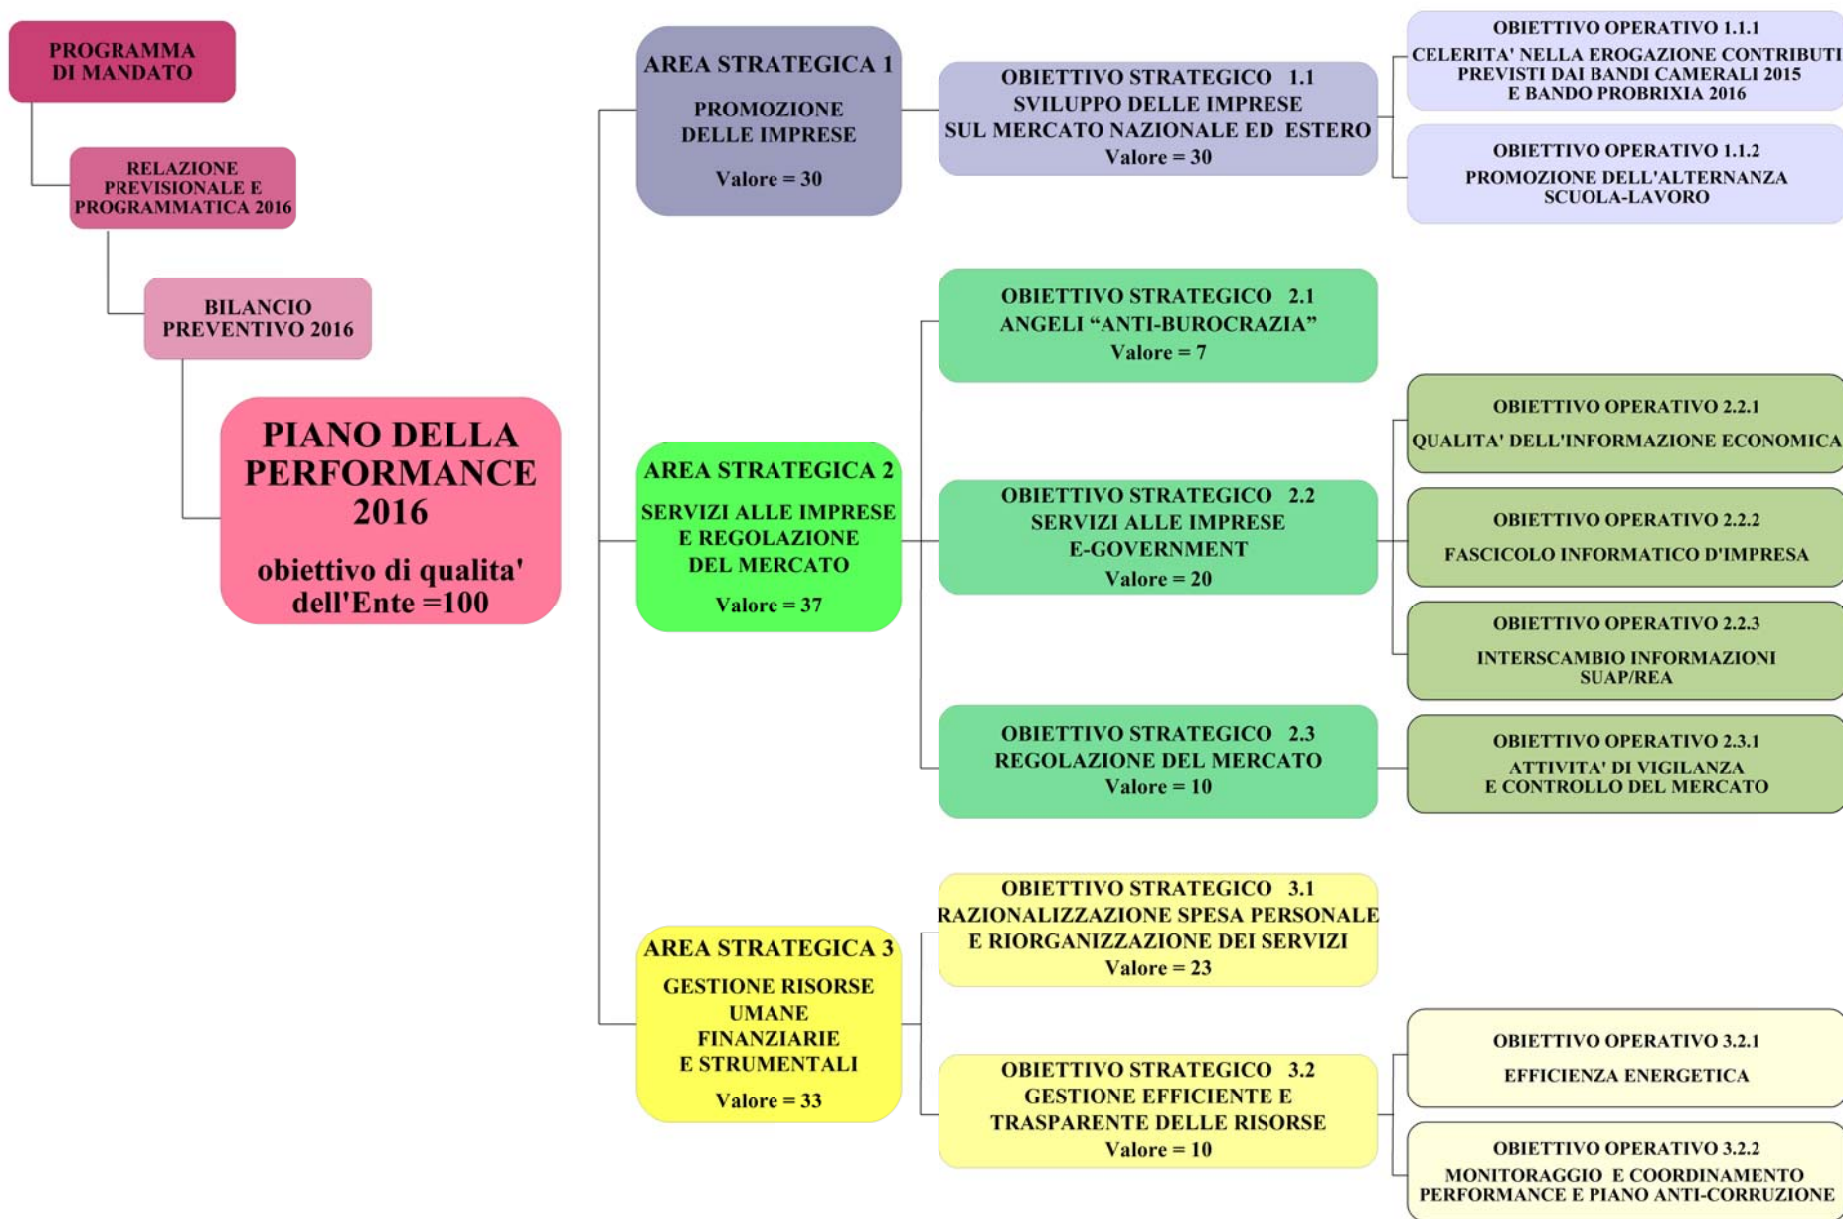 PROGRAMMA
DI MANDATO
RELAZIONE
PREVISIONALE E
PROGRAMMATICA 2016
BILANCIO
PREVENTIVO 2016
PIANO DELLA
PERFORMANCE
2016
obiettivo di qualita'
dell'Ente =100
AREA STRATEGICA 1
PROMOZIONE
DELLE IMPRESE
Valore = 30
OBIETTIVO STRATEGICO 1.1
SVILUPPO DELLE IMPRESE
SUL MERCATO NAZIONALE ED ESTERO
Valore = 30
OBIETTIVO OPERATIVO 1.1.1
CELERITA' NELLA EROGAZIONE CONTRIBUTI
PREVISTI DAI BANDI CAMERALI 2015
E BANDO PROBRIXIA 2016
OBIETTIVO OPERATIVO 1.1.2
PROMOZIONE DELL'ALTERNANZA
SCUOLA-LAVORO
AREA STRATEGICA 2
SERVIZI ALLE IMPRESE
E REGOLAZIONE
DEL MERCATO
Valore = 37
OBIETTIVO STRATEGICO 2.1
ANGELI “ANTI-BUROCRAZIA”
Valore = 7
OBIETTIVO STRATEGICO 2.2
SERVIZI ALLE IMPRESE
E-GOVERNMENT
Valore = 20
OBIETTIVO OPERATIVO 2.2.1
QUALITA' DELL'INFORMAZIONE ECONOMICA
OBIETTIVO OPERATIVO 2.2.2
FASCICOLO INFORMATICO D'IMPRESA
OBIETTIVO OPERATIVO 2.2.3
INTERSCAMBIO INFORMAZIONI
SUAP/REA
OBIETTIVO STRATEGICO 2.3
REGOLAZIONE DEL MERCATO
Valore = 10
OBIETTIVO OPERATIVO 2.3.1
ATTIVITA' DI VIGILANZA
E CONTROLLO DEL MERCATO
AREA STRATEGICA 3
GESTIONE RISORSE
UMANE
FINANZIARIE
E STRUMENTALI
Valore = 33
OBIETTIVO STRATEGICO 3.1
RAZIONALIZZAZIONE SPESA PERSONALE
E RIORGANIZZAZIONE DEI SERVIZI
Valore = 23
OBIETTIVO STRATEGICO 3.2
GESTIONE EFFICIENTE E
TRASPARENTE DELLE RISORSE
Valore = 10
OBIETTIVO OPERATIVO 3.2.1
EFFICIENZA ENERGETICA
OBIETTIVO OPERATIVO 3.2.2
MONITORAGGIO E COORDINAMENTO
PERFORMANCE E PIANO ANTI-CORRUZIONE